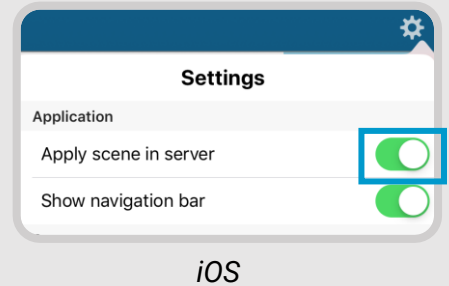 Settings
Application
Apply scene in server
Show navigation bar
iOS